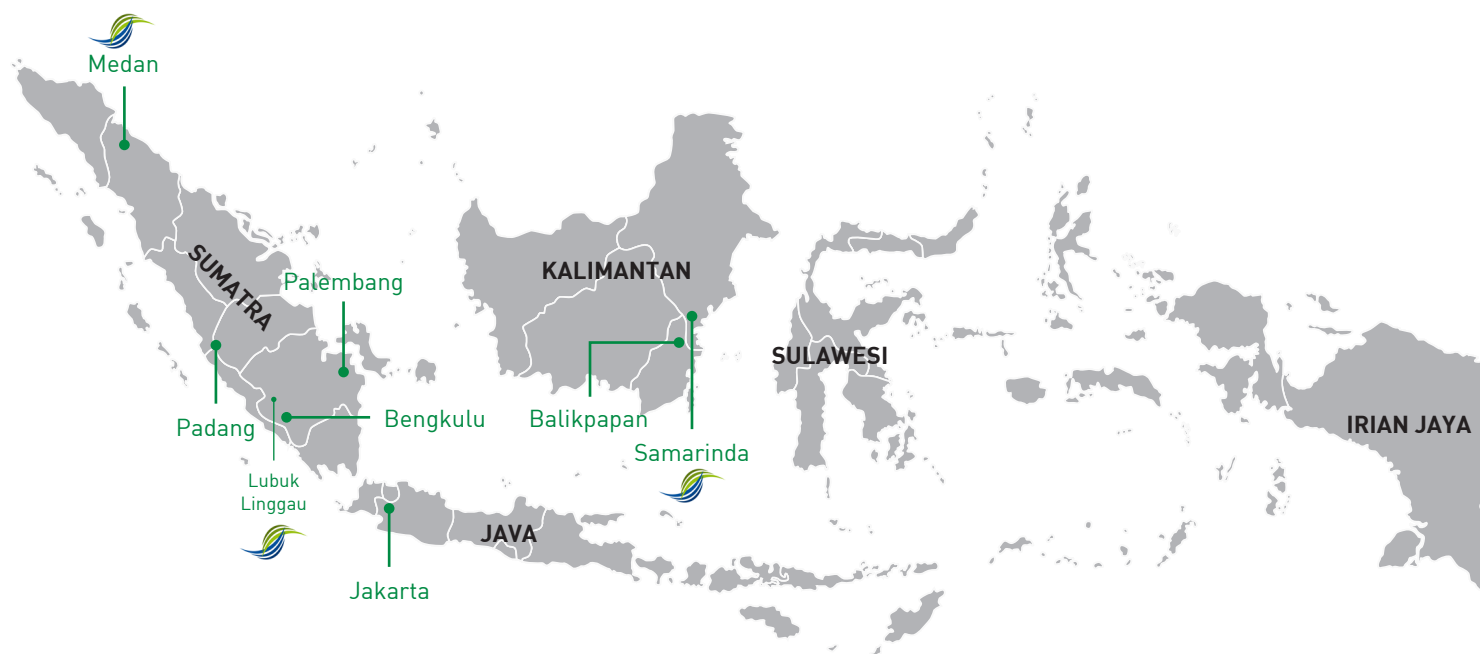 Medan
SUMATRA
Palembang
KALIMANTAN
SULAWESI
Padang
Bengkulu
Balikpapan
IRIAN JAYA
Samarinda
Lubuk
Linggau
JAVA
Jakarta